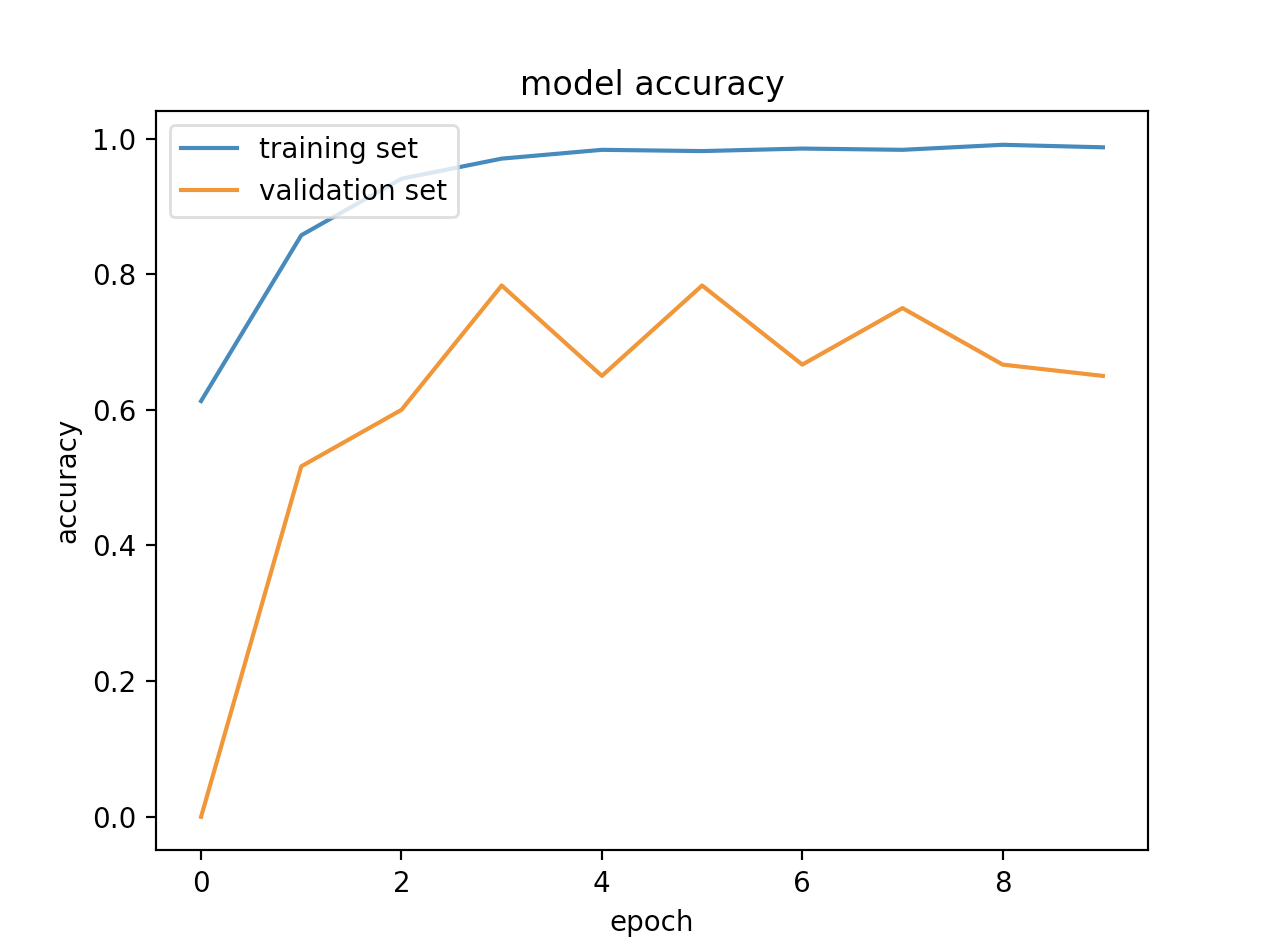 model accuracy
training set
validation set
1.0
0.8
0.6
0.4
0.2
0.0
accuracy
0 2 4 6 8
epoch